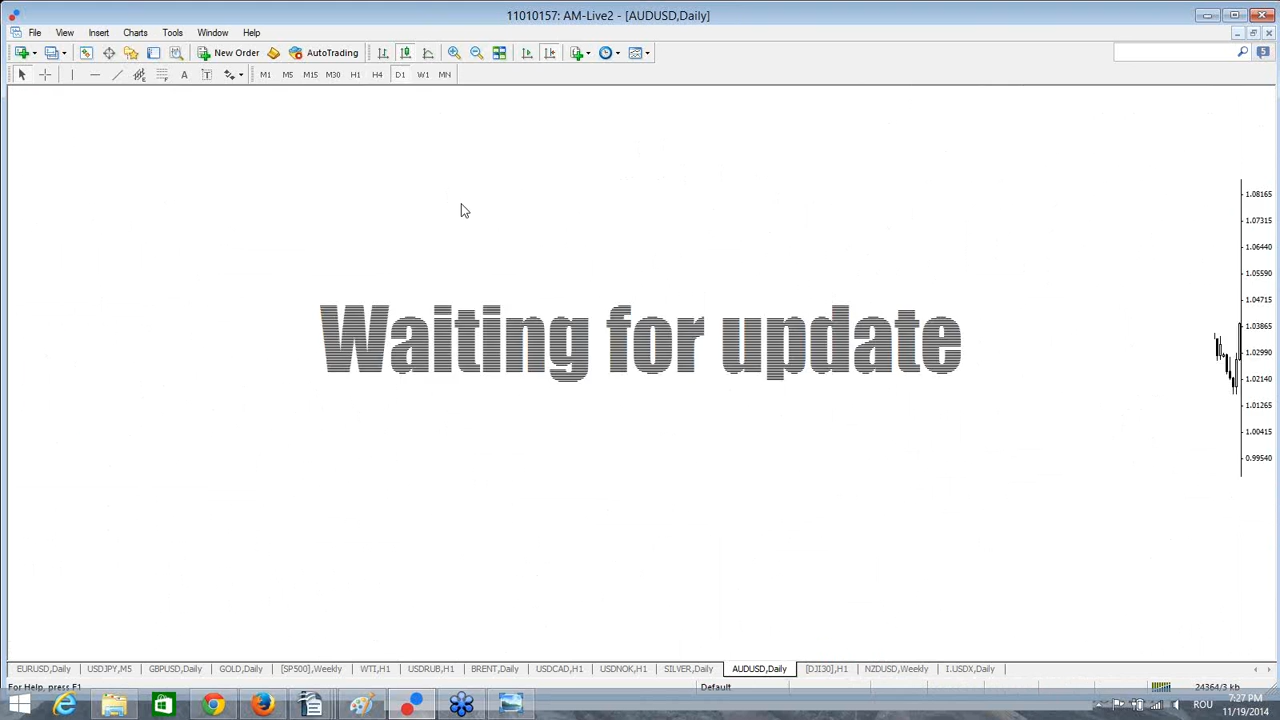 11010157: AM-Live2 - [AUDUSD,Daily]
File View Insert Charts Tools Window Help
New Order AutoTrading 5
A T M1 M5 M15 M30 H1 H4 D1 W1 MN
Waiting for update
1.08165
1.07315
1.06440
1.05590
1.04715
1.03865
1.02990
1.02140
1.01265
1.00415
0.99540
EURUSD,Daily USDJPY,M5 GBPUSD,Daily GOLD,Daily [SP500],Weekly WTI,H1 USDRUB,H1 BRENT,Daily USDCAD,H1 USDNOK,H1 SILVER,Daily AUDUSD,Daily [DJI30],H1 NZDUSD,Weekly I.USDX,Daily
For Help, press F1 Default 24364/3 kb
ROU 7:27 PM
11/19/2014